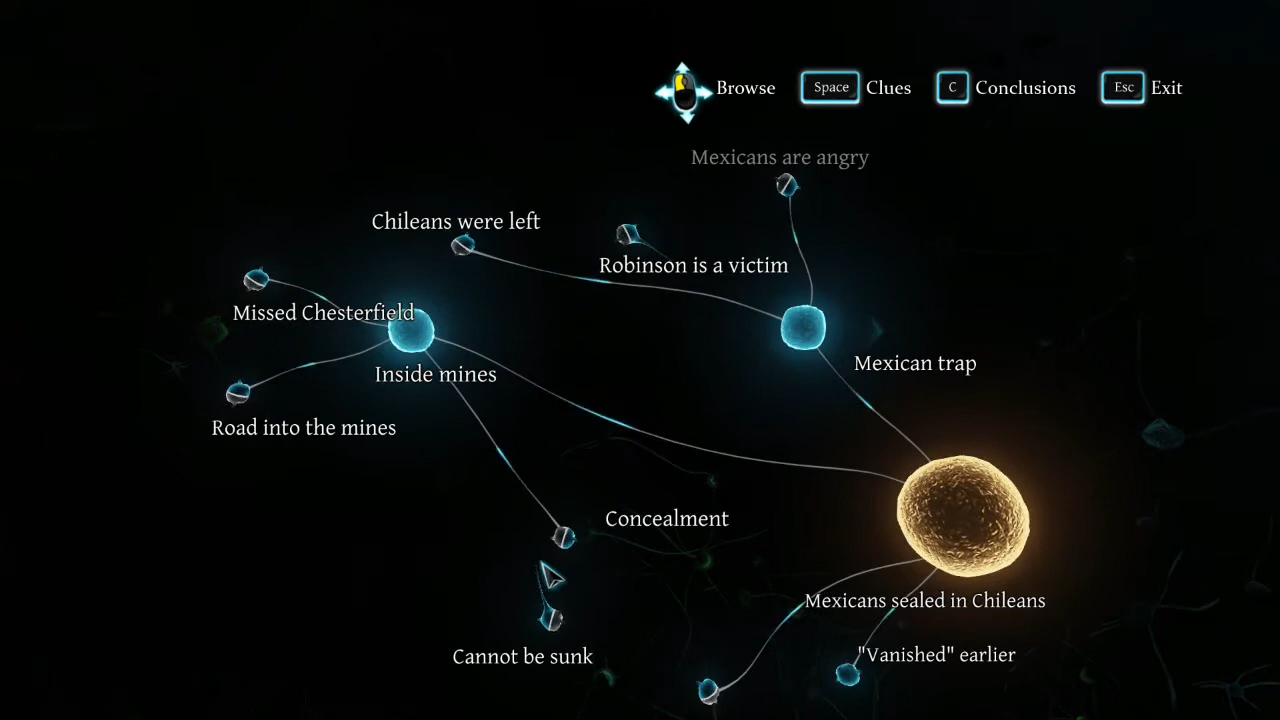 Browse
Space
Clues
C
Conclusions
Esc
Exit
Mexicans are angry
Chileans were left
Robinson is a victim
Missed Chesterfield
Mexican trap
Inside mines
Road into the mines
Concealment
Mexicans sealed in Chileans
Cannot be sunk
"Vanished" earlier